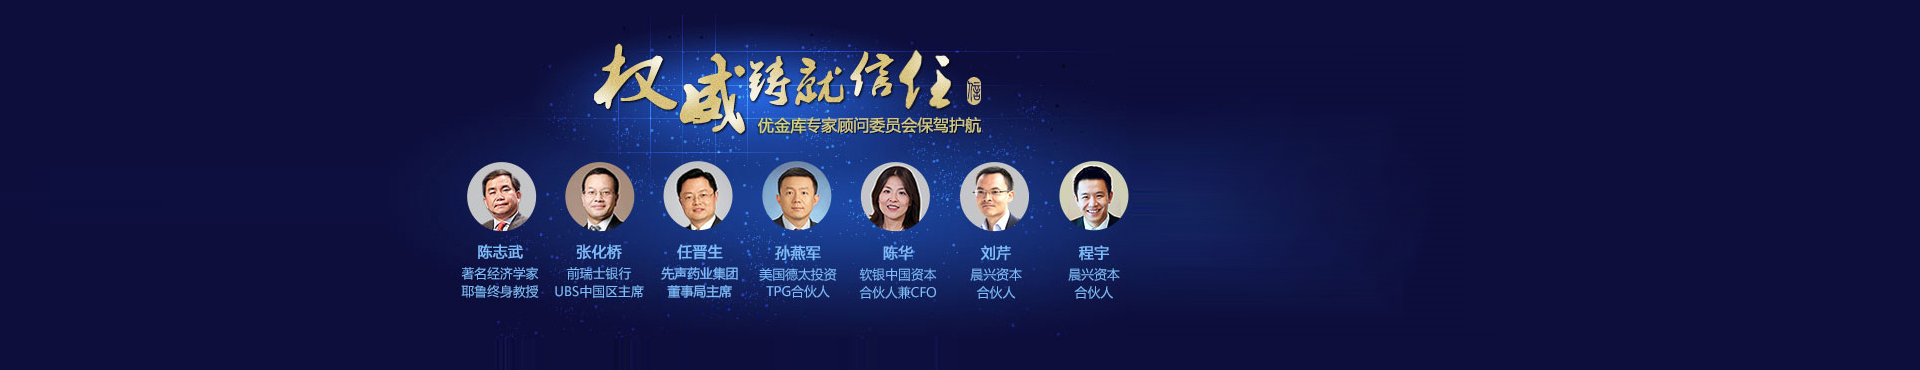 权威铸就信任
信
优金库专家顾问委员会保驾护航
陈志武
著名经济学家
耶鲁终身教授
张化桥
前瑞士银行
UBS中国区主席
任晋生
先声药业集团
董事局主席
孙燕军
美国德太投资
TPG合伙人
陈华
软银中国资本
合伙人兼CFO
刘芹
晨兴资本
合伙人
程宇
晨兴资本
合伙人